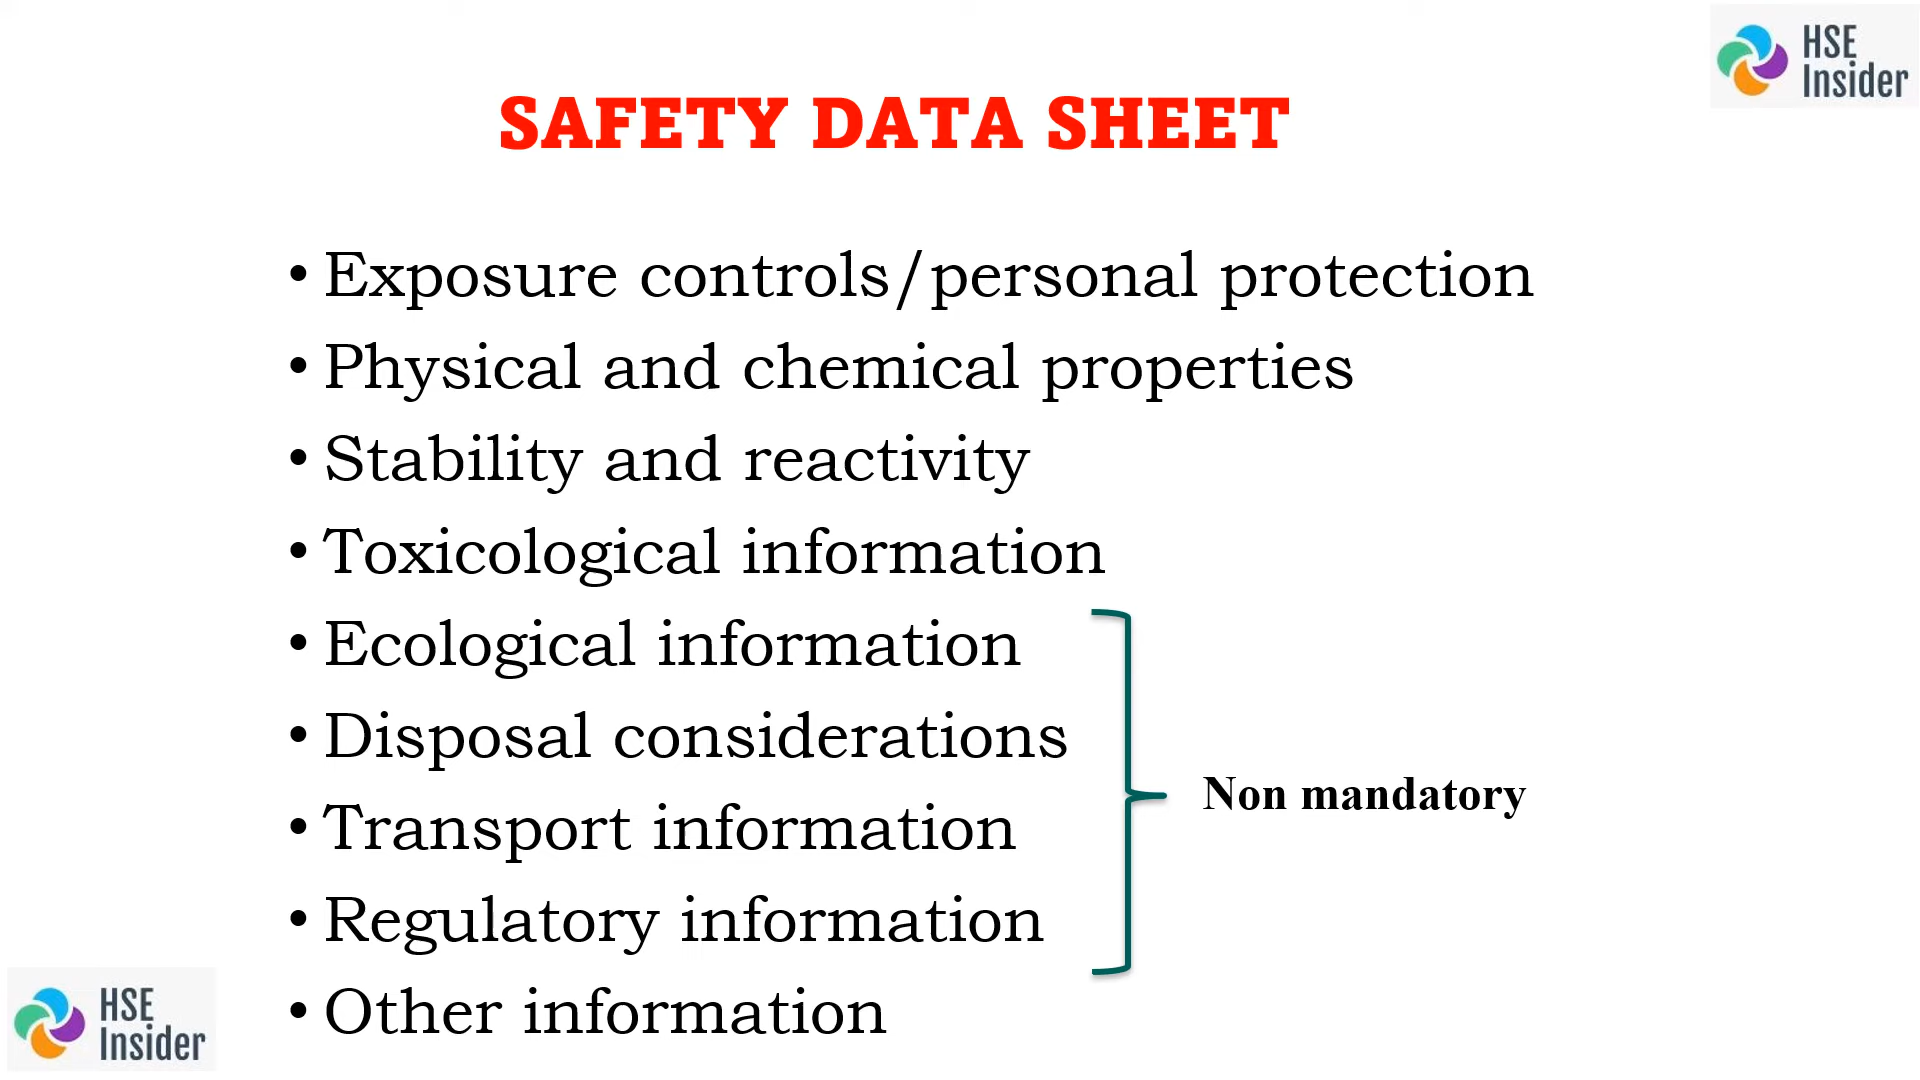 HSE
Insider
SAFETY DATA SHEET
• Exposure controls/personal protection
• Physical and chemical properties
• Stability and reactivity
• Toxicological information
• Ecological information
• Disposal considerations
• Transport information
• Regulatory information
Non mandatory
• Other information
HSE
Insider